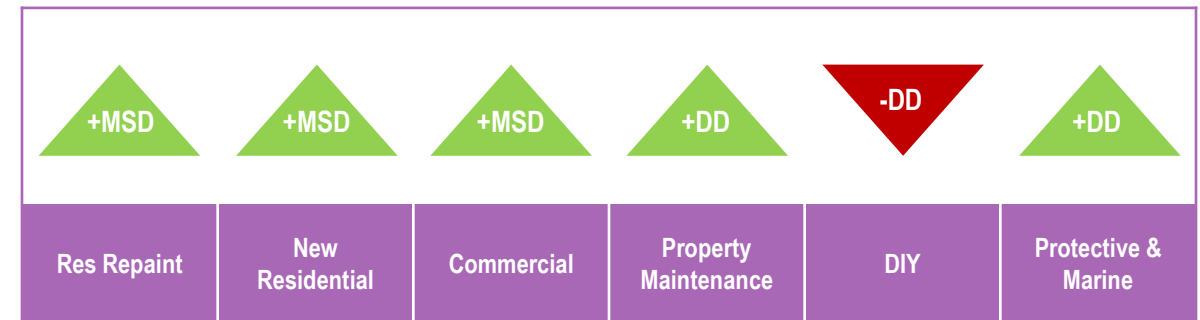 +MSD
+MSD
+MSD
+DD
-DD
+DD
Res Repaint
New
Residential
Commercial
Property
Maintenance
DIY
Protective &
Marine